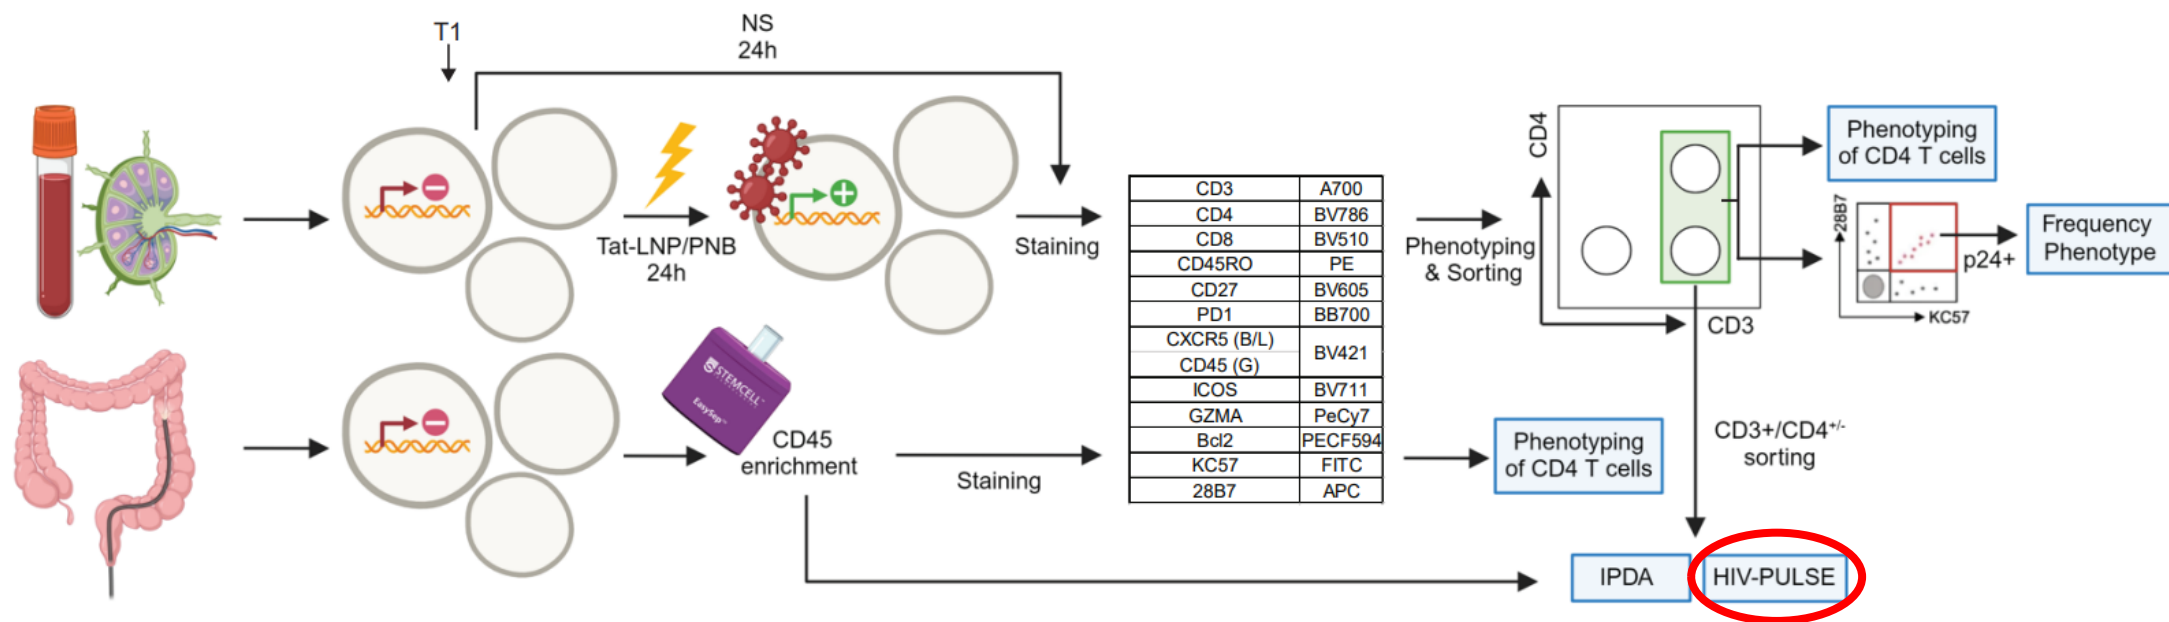 T1
NS
24h
Tat-LNP/PNB
24h
Staining
STEMCELL™
EasySep™
CD45
enrichment
Staining
CD3 A700
CD4 BV786
CD8 BV510
CD45RO PE
CD27 BV605
PD1 BB700
CXCR5 (B/L) BV421
CD45 (G)
ICOS BV711
GZMA PeCy7
Bcl2 PECF594
KC57 FITC
28B7 APC
Phenotyping
& Sorting
CD4
CD3
Phenotyping
of CD4 T cells
28B7
KC57
p24+
Frequency
Phenotype
Phenotyping
of CD4 T cells
CD3+/CD4+/-
sorting
IPDA
HIV-PULSE